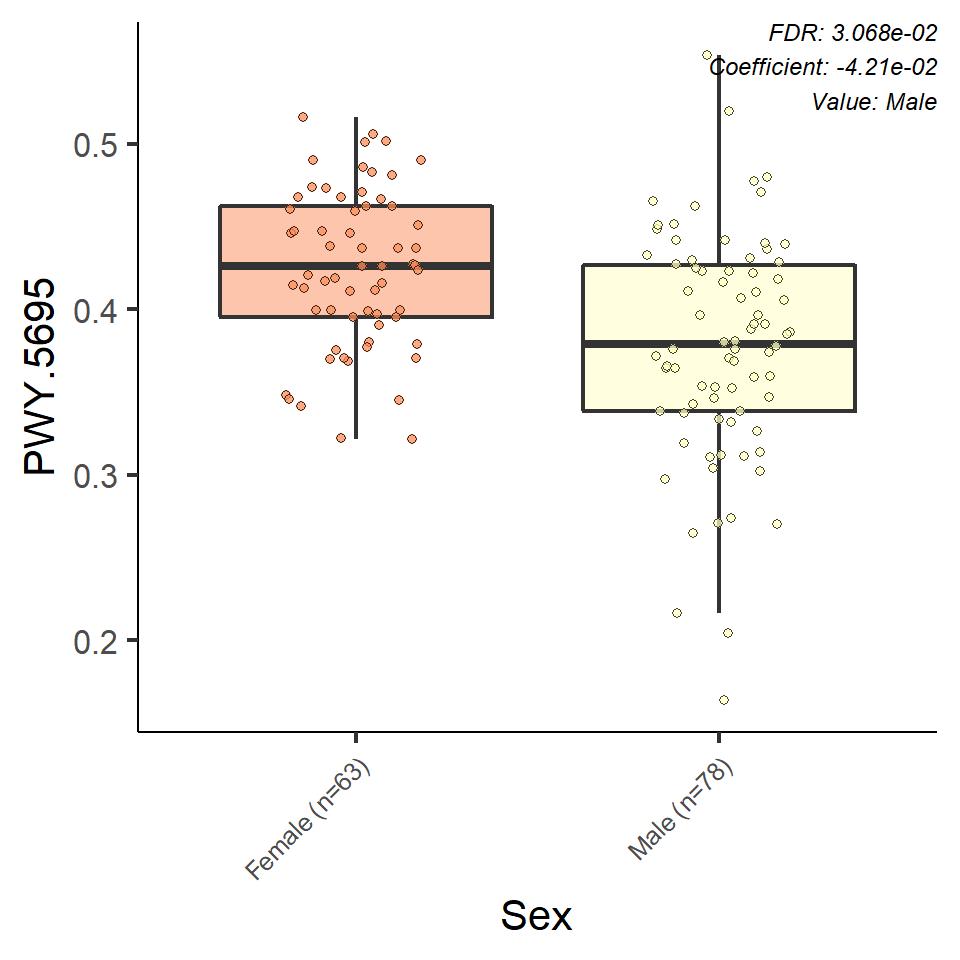 FDR: 3.068e-02
Coefficient: -4.21e-02
Value: Male
PWY.5695
0.5
0.4
0.3
0.2
Female (n=63)
Male (n=78)
Sex